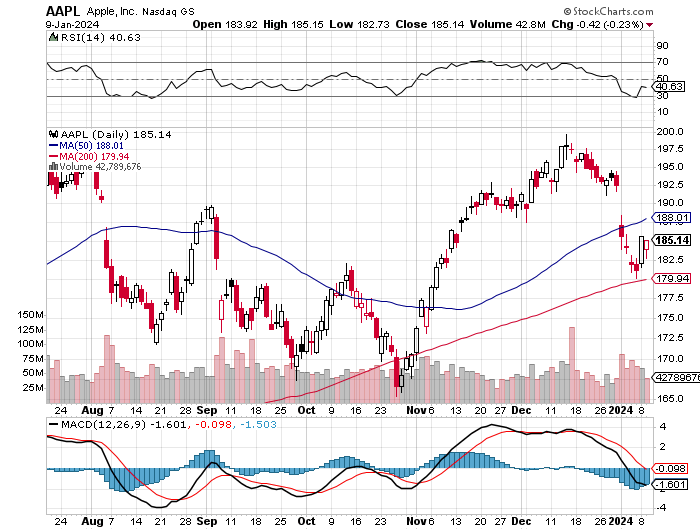 AAPL Apple, Inc. Nasdaq GS © StockCharts.com
9-Jan-2024 Open 183.92 High 185.15 Low 182.73 Close 185.14 Volume 42.8M Chg -0.42 (-0.23%)
RSI(14) 40.63
90
70
50
40.63
30
10
AAPL (Daily) 185.14
MA(50) 188.01
MA(200) 179.94
Volume 42,789,676
200.0
197.5
195.0
192.5
190.0
188.01
185.14
182.5
179.94
177.5
175.0
172.5
170.0
42789676
165.0
150M
125M
100M
75M
50M
25M
24 Aug 7 14 21 28 Sep 11 18 25 Oct 9 16 23 Nov 6 13 20 27 Dec 11 18 26 2024 8
MACD(12,26,9) -1.601, -0.098, -1.503
4
2
-0.098
-1.601
-2
-4
24 Aug 7 14 21 28 Sep 11 18 25 Oct 9 16 23 Nov 6 13 20 27 Dec 11 18 26 2024 8